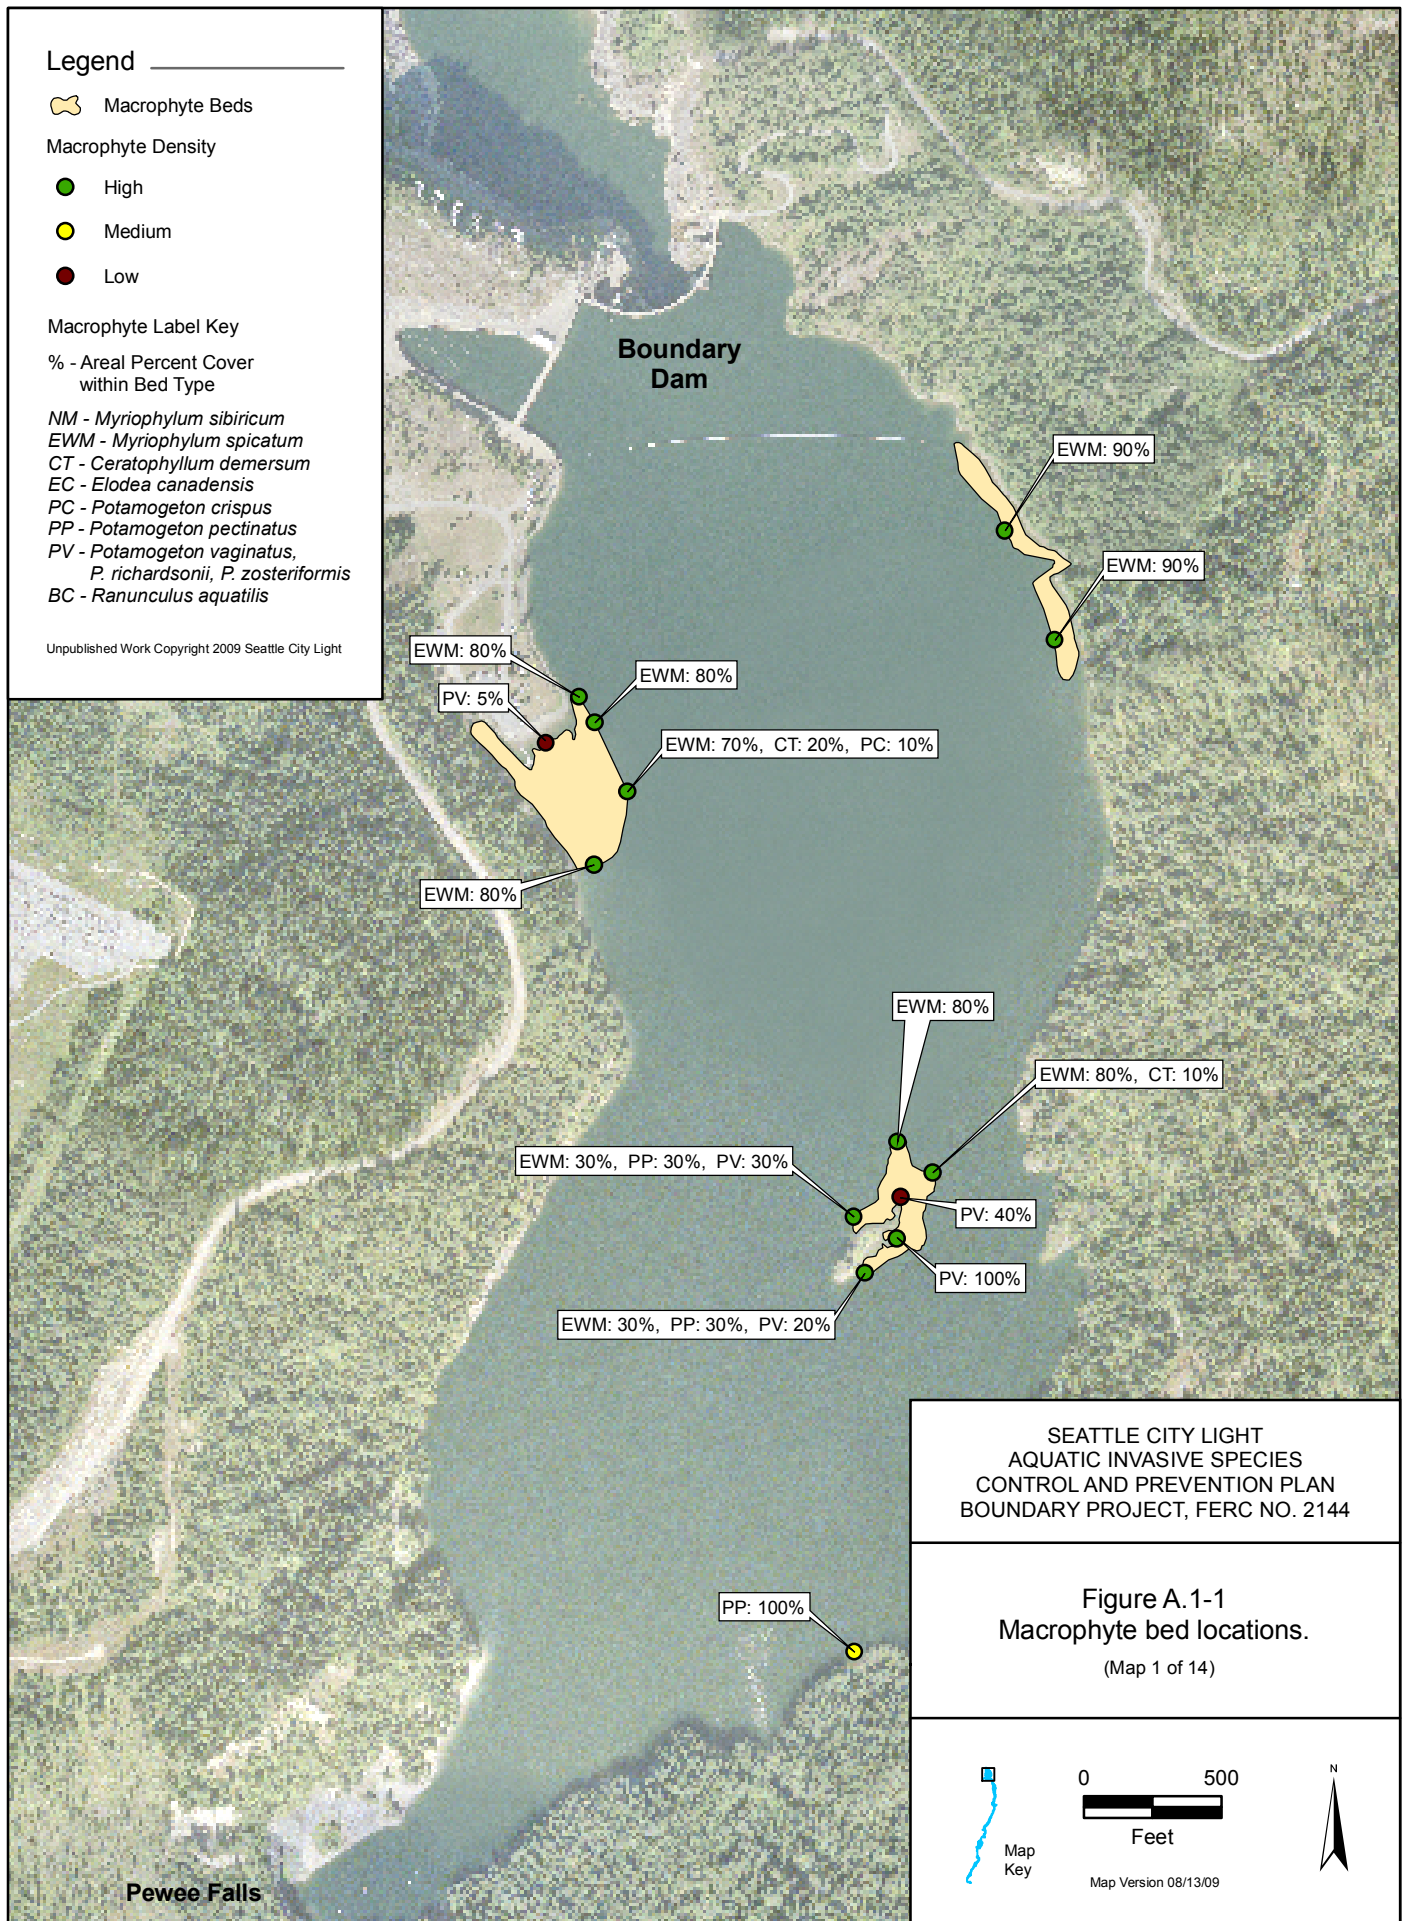 Legend
Macrophyte Beds
Macrophyte Density
High
Medium
Low
Macrophyte Label Key
% - Areal Percent Cover
within Bed Type
NM - Myriophylum sibiricum
EWM - Myriophylum spicatum
CT - Ceratophyllum demersum
EC - Elodea canadensis
PC - Potamogeton crispus
PP - Potamogeton pectinatus
PV - Potamogeton vaginatus,
P. richardsonii, P. zosteriformis
BC - Ranunculus aquatilis
Unpublished Work Copyright 2009 Seattle City Light
Boundary
Dam
EWM: 90%
EWM: 90%
EWM: 80%
EWM: 80%
PV: 5%
EWM: 70%, CT: 20%, PC: 10%
EWM: 80%
EWM: 80%
EWM: 80%, CT: 10%
EWM: 30%, PP: 30%, PV: 30%
PV: 40%
PV: 100%
EWM: 30%, PP: 30%, PV: 20%
PP: 100%
Pewee Falls
SEATTLE CITY LIGHT
AQUATIC INVASIVE SPECIES
CONTROL AND PREVENTION PLAN
BOUNDARY PROJECT, FERC NO. 2144
Figure A.1-1
Macrophyte bed locations.
(Map 1 of 14)
Map
Key
0 500
Feet
Map Version 08/13/09
N